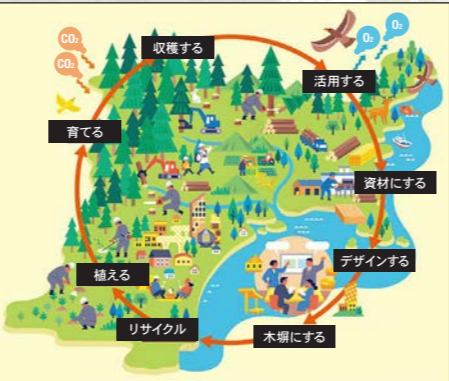 CO₂
CO₂
O₂
O₂
収穫する
活用する
育てる
資材にする
デザインする
植える
リサイクル
木塀にする